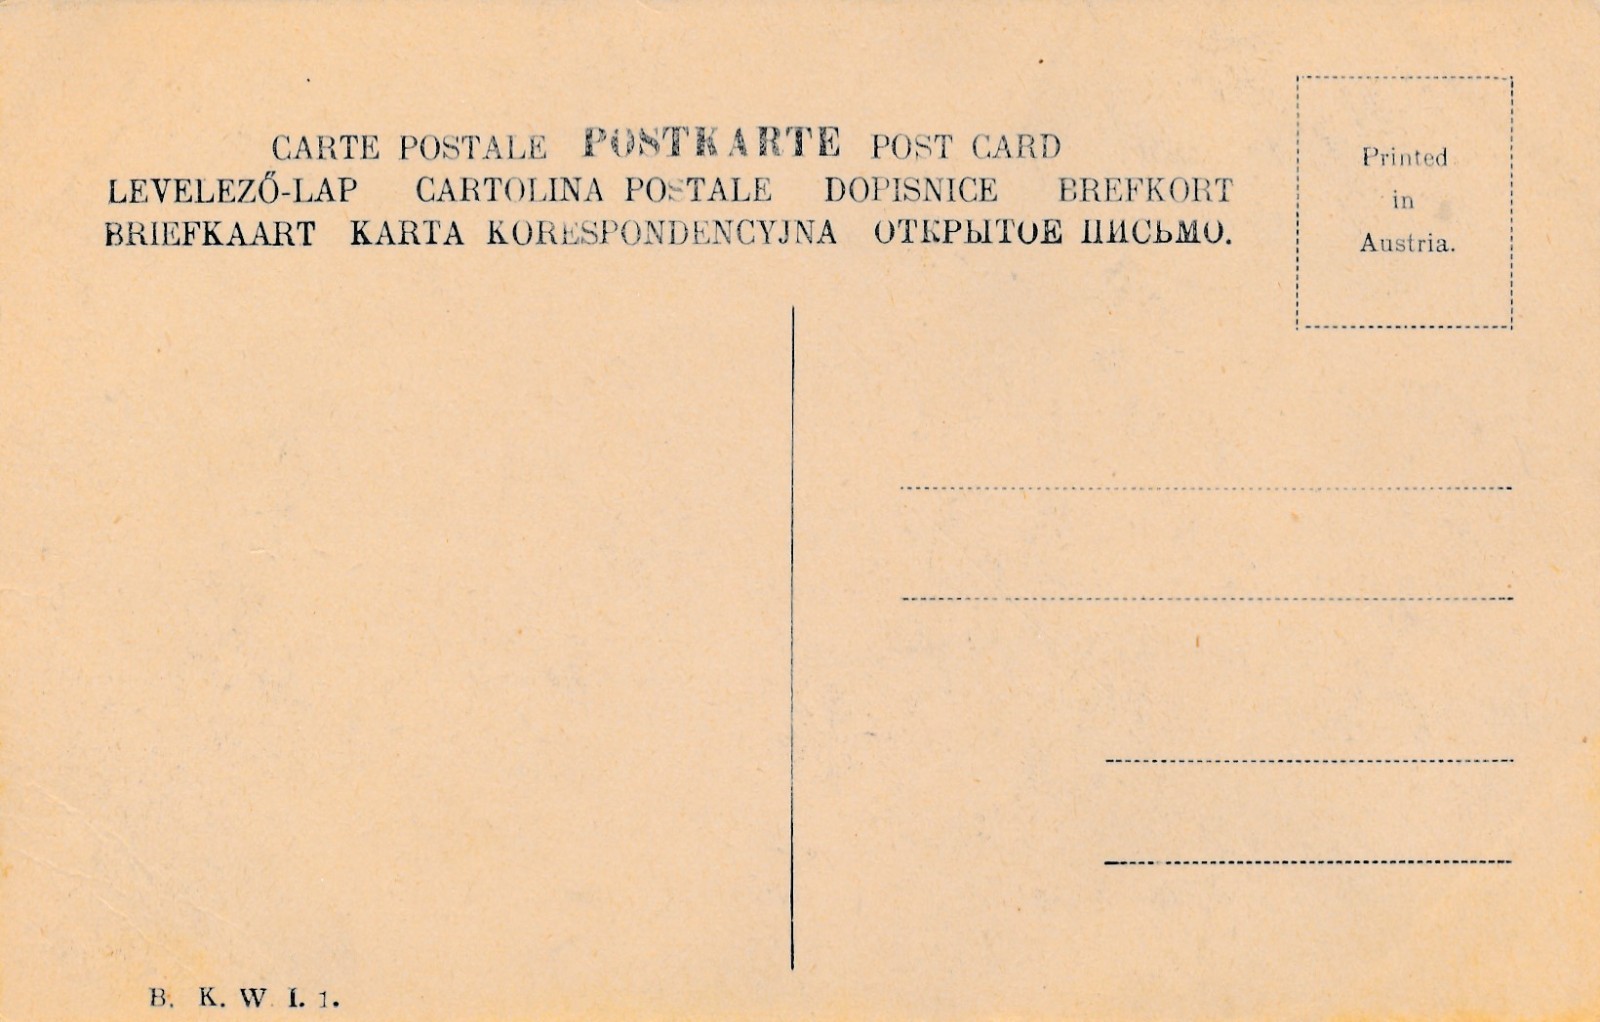 CARTE POSTALE POSTKARTE POST CARD
LEVELEZŐ-LAP CARTOLINA POSTALE DOPISNICE BREFKORT
BRIEFKAART KARTA KORESPONDENCYJNA ОТКРЫТОЕ ПИСЬМО.
Printed
in
Austria.
B. K. W. I. 1.